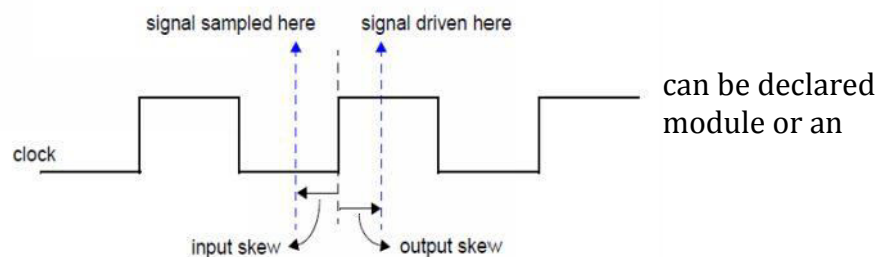 signal sampled here
signal driven here
can be declared
module or an
clock
input skew
output skew